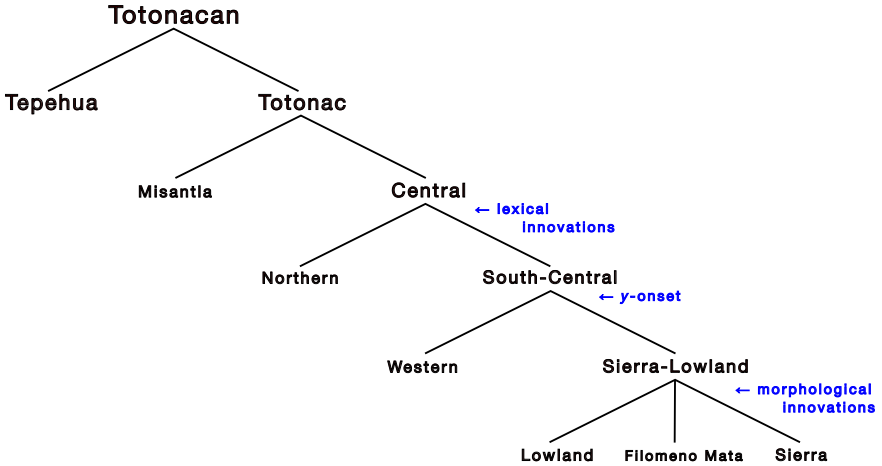 Totonacan
Tepehua
Totonac
Misantla
Central
← lexical
innovations
Northern
South-Central
← y-onset
Western
Sierra-Lowland
← morphological
innovations
Lowland
Filomeno Mata
Sierra